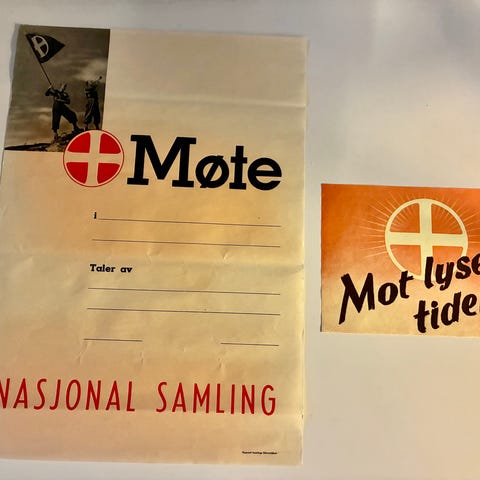 Møte
i
Taler av
NASJONAL SAMLING
Mot lyse
tide